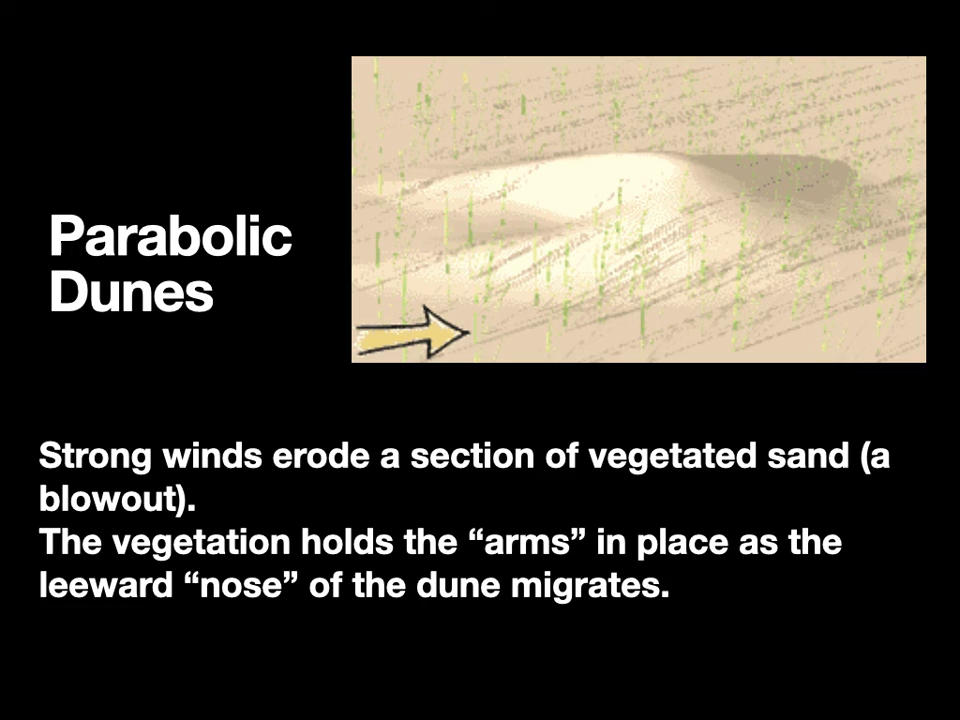 Parabolic
Dunes
Strong winds erode a section of vegetated sand (a
blowout).
The vegetation holds the “arms” in place as the
leeward “nose” of the dune migrates.